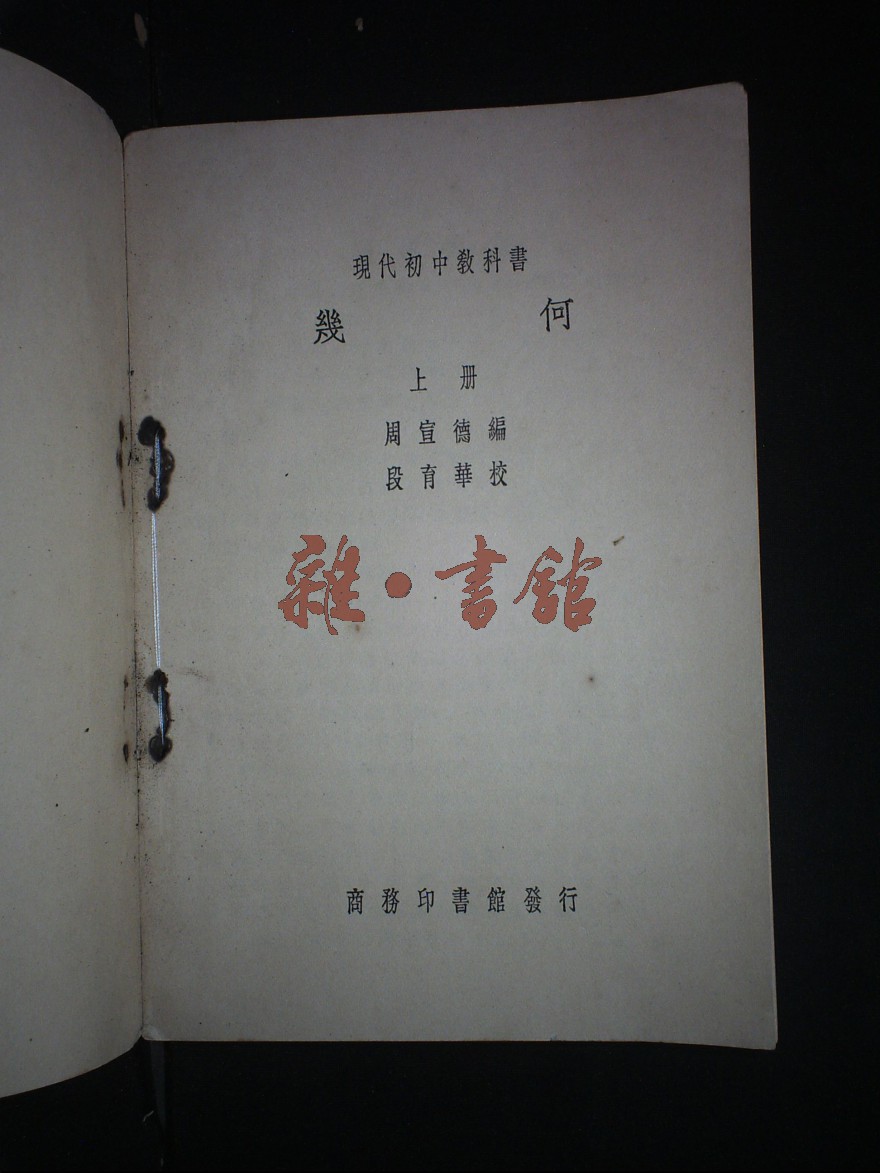 現代初中教科書
幾何
上册
周宣德編
段育華校
雜·書館
商務印書館發行